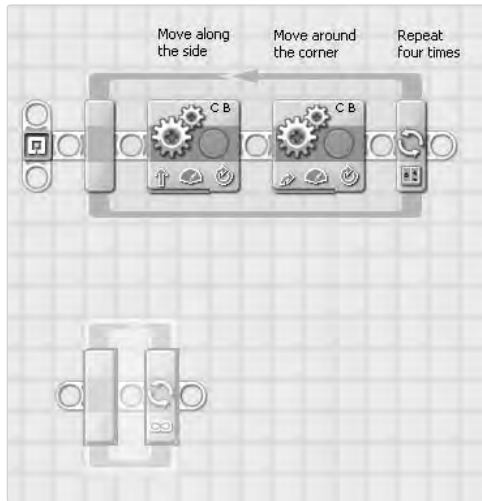 Move along
the side
Move around
the corner
Repeat
four times
C B
C B